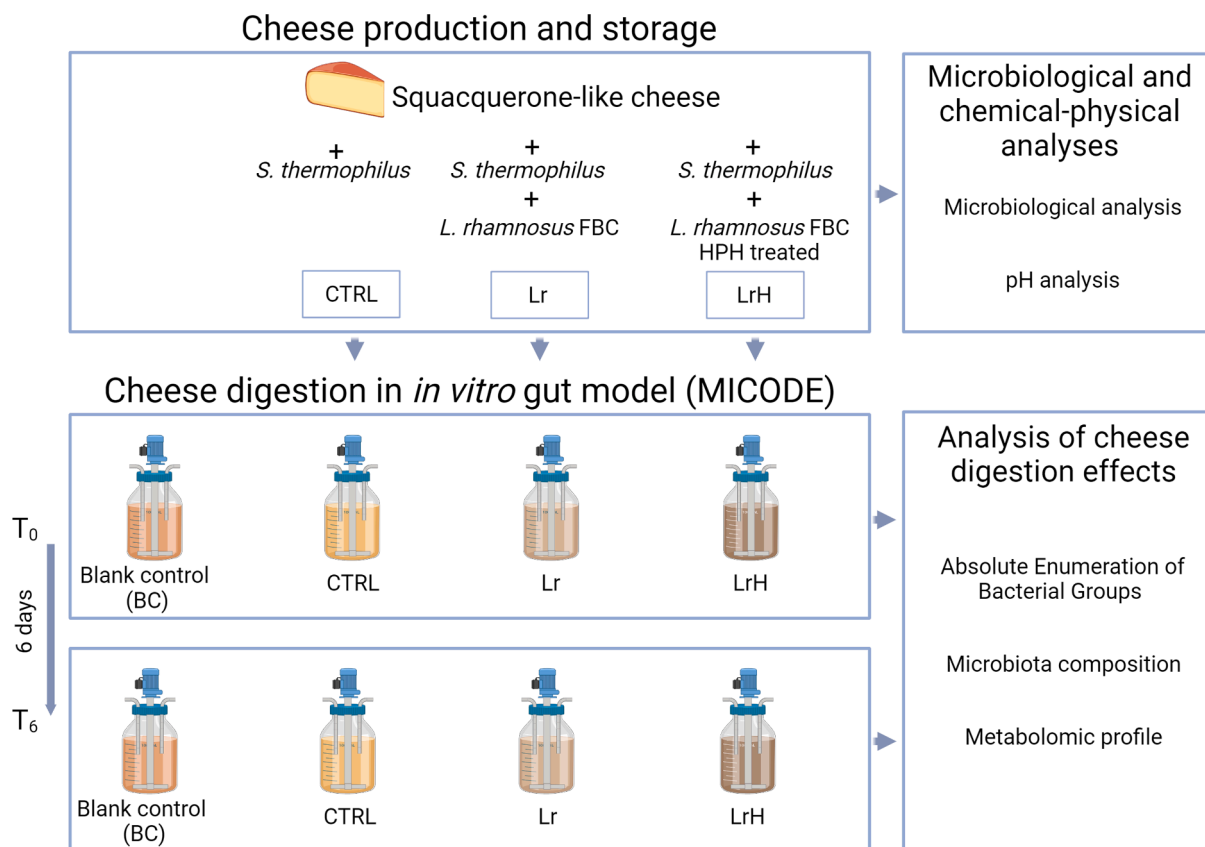 Cheese production and storage
Squacquerone-like cheese
+
S. thermophilus
CTRL
+
S. thermophilus
+
L. rhamnosus FBC
Lr
+
S. thermophilus
+
L. rhamnosus FBC
HPH treated
LrH
Microbiological and
chemical-physical
analyses
Microbiological analysis
pH analysis
Cheese digestion in in vitro gut model (MICODE)
T0
6 days
T6
Blank control
(BC)
CTRL
Lr
LrH
Blank control
(BC)
CTRL
Lr
LrH
Analysis of cheese
digestion effects
Absolute Enumeration of
Bacterial Groups
Microbiota composition
Metabolomic profile